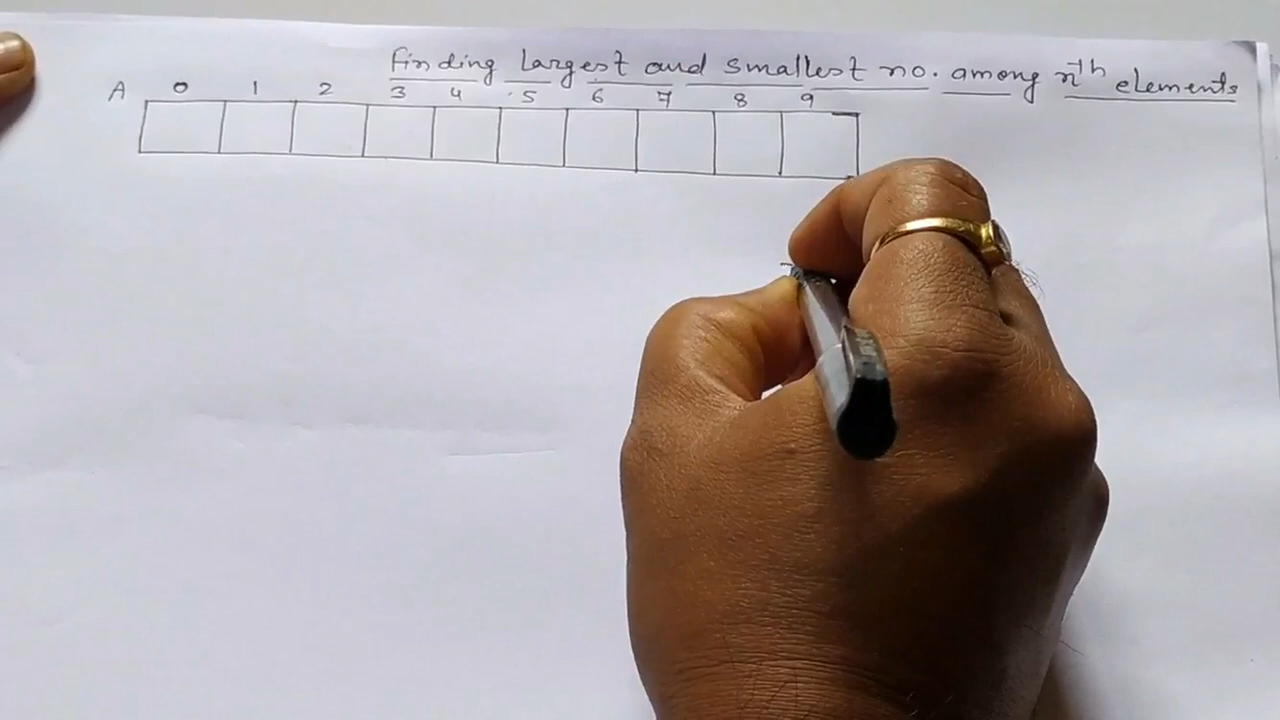 Finding largest and smallest no. among nth elements
A 0 1 2 3 4 5 6 7 8 9